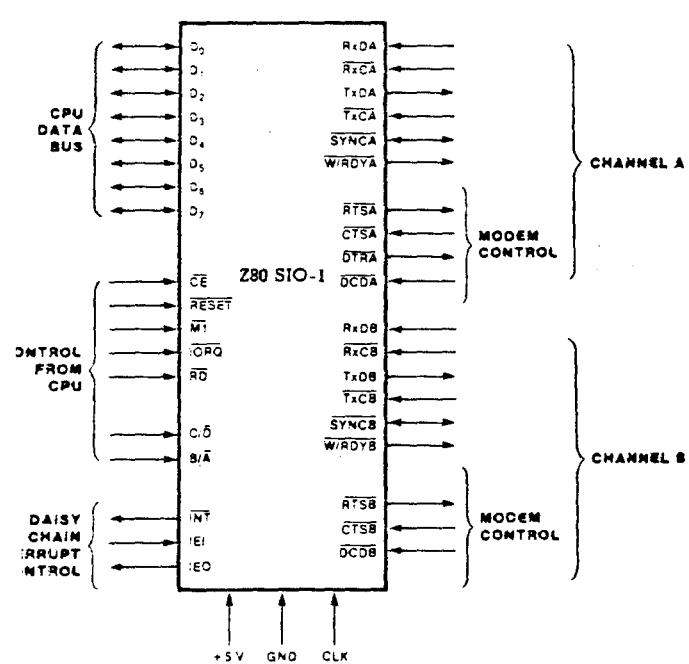 CPU
DATA
BUS
D0
D1
D2
D3
D4
D5
D6
D7
ONTROL
FROM
CPU
CE
RESET
M1
IORQ
RD
C/D
B/A
DAISY
CHAIN
ERRUPT
ONTROL
INT
IEI
IEO
Z80 SIO-1
RxDA
RxCA
TxDA
TxCA
SYNCA
W/RDYA
RTSA
CTSA
DTRA
DCDA
MODEM
CONTROL
CHANNEL A
RxDB
RxCB
TxDB
TxCB
SYNCB
W/RDYB
RTSB
CTSB
DCDB
MODEM
CONTROL
CHANNEL B
+5V GND CLK